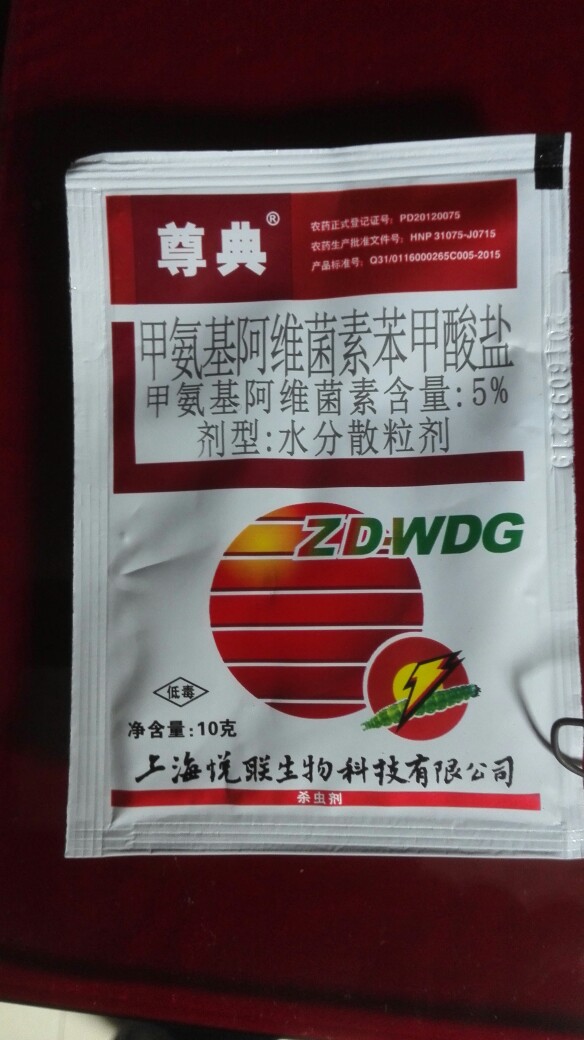 尊典®
农药正式登记证号：PD20120075
农药生产批准文件号：HNP 31075-J0715
产品标准号：Q31/0116000265C005-2015
甲氨基阿维菌素苯甲酸盐
甲氨基阿维菌素含量:5%
剂型:水分散粒剂
ZD-WDG
低毒
净含量:10克
上海悦联生物科技有限公司
杀虫剂